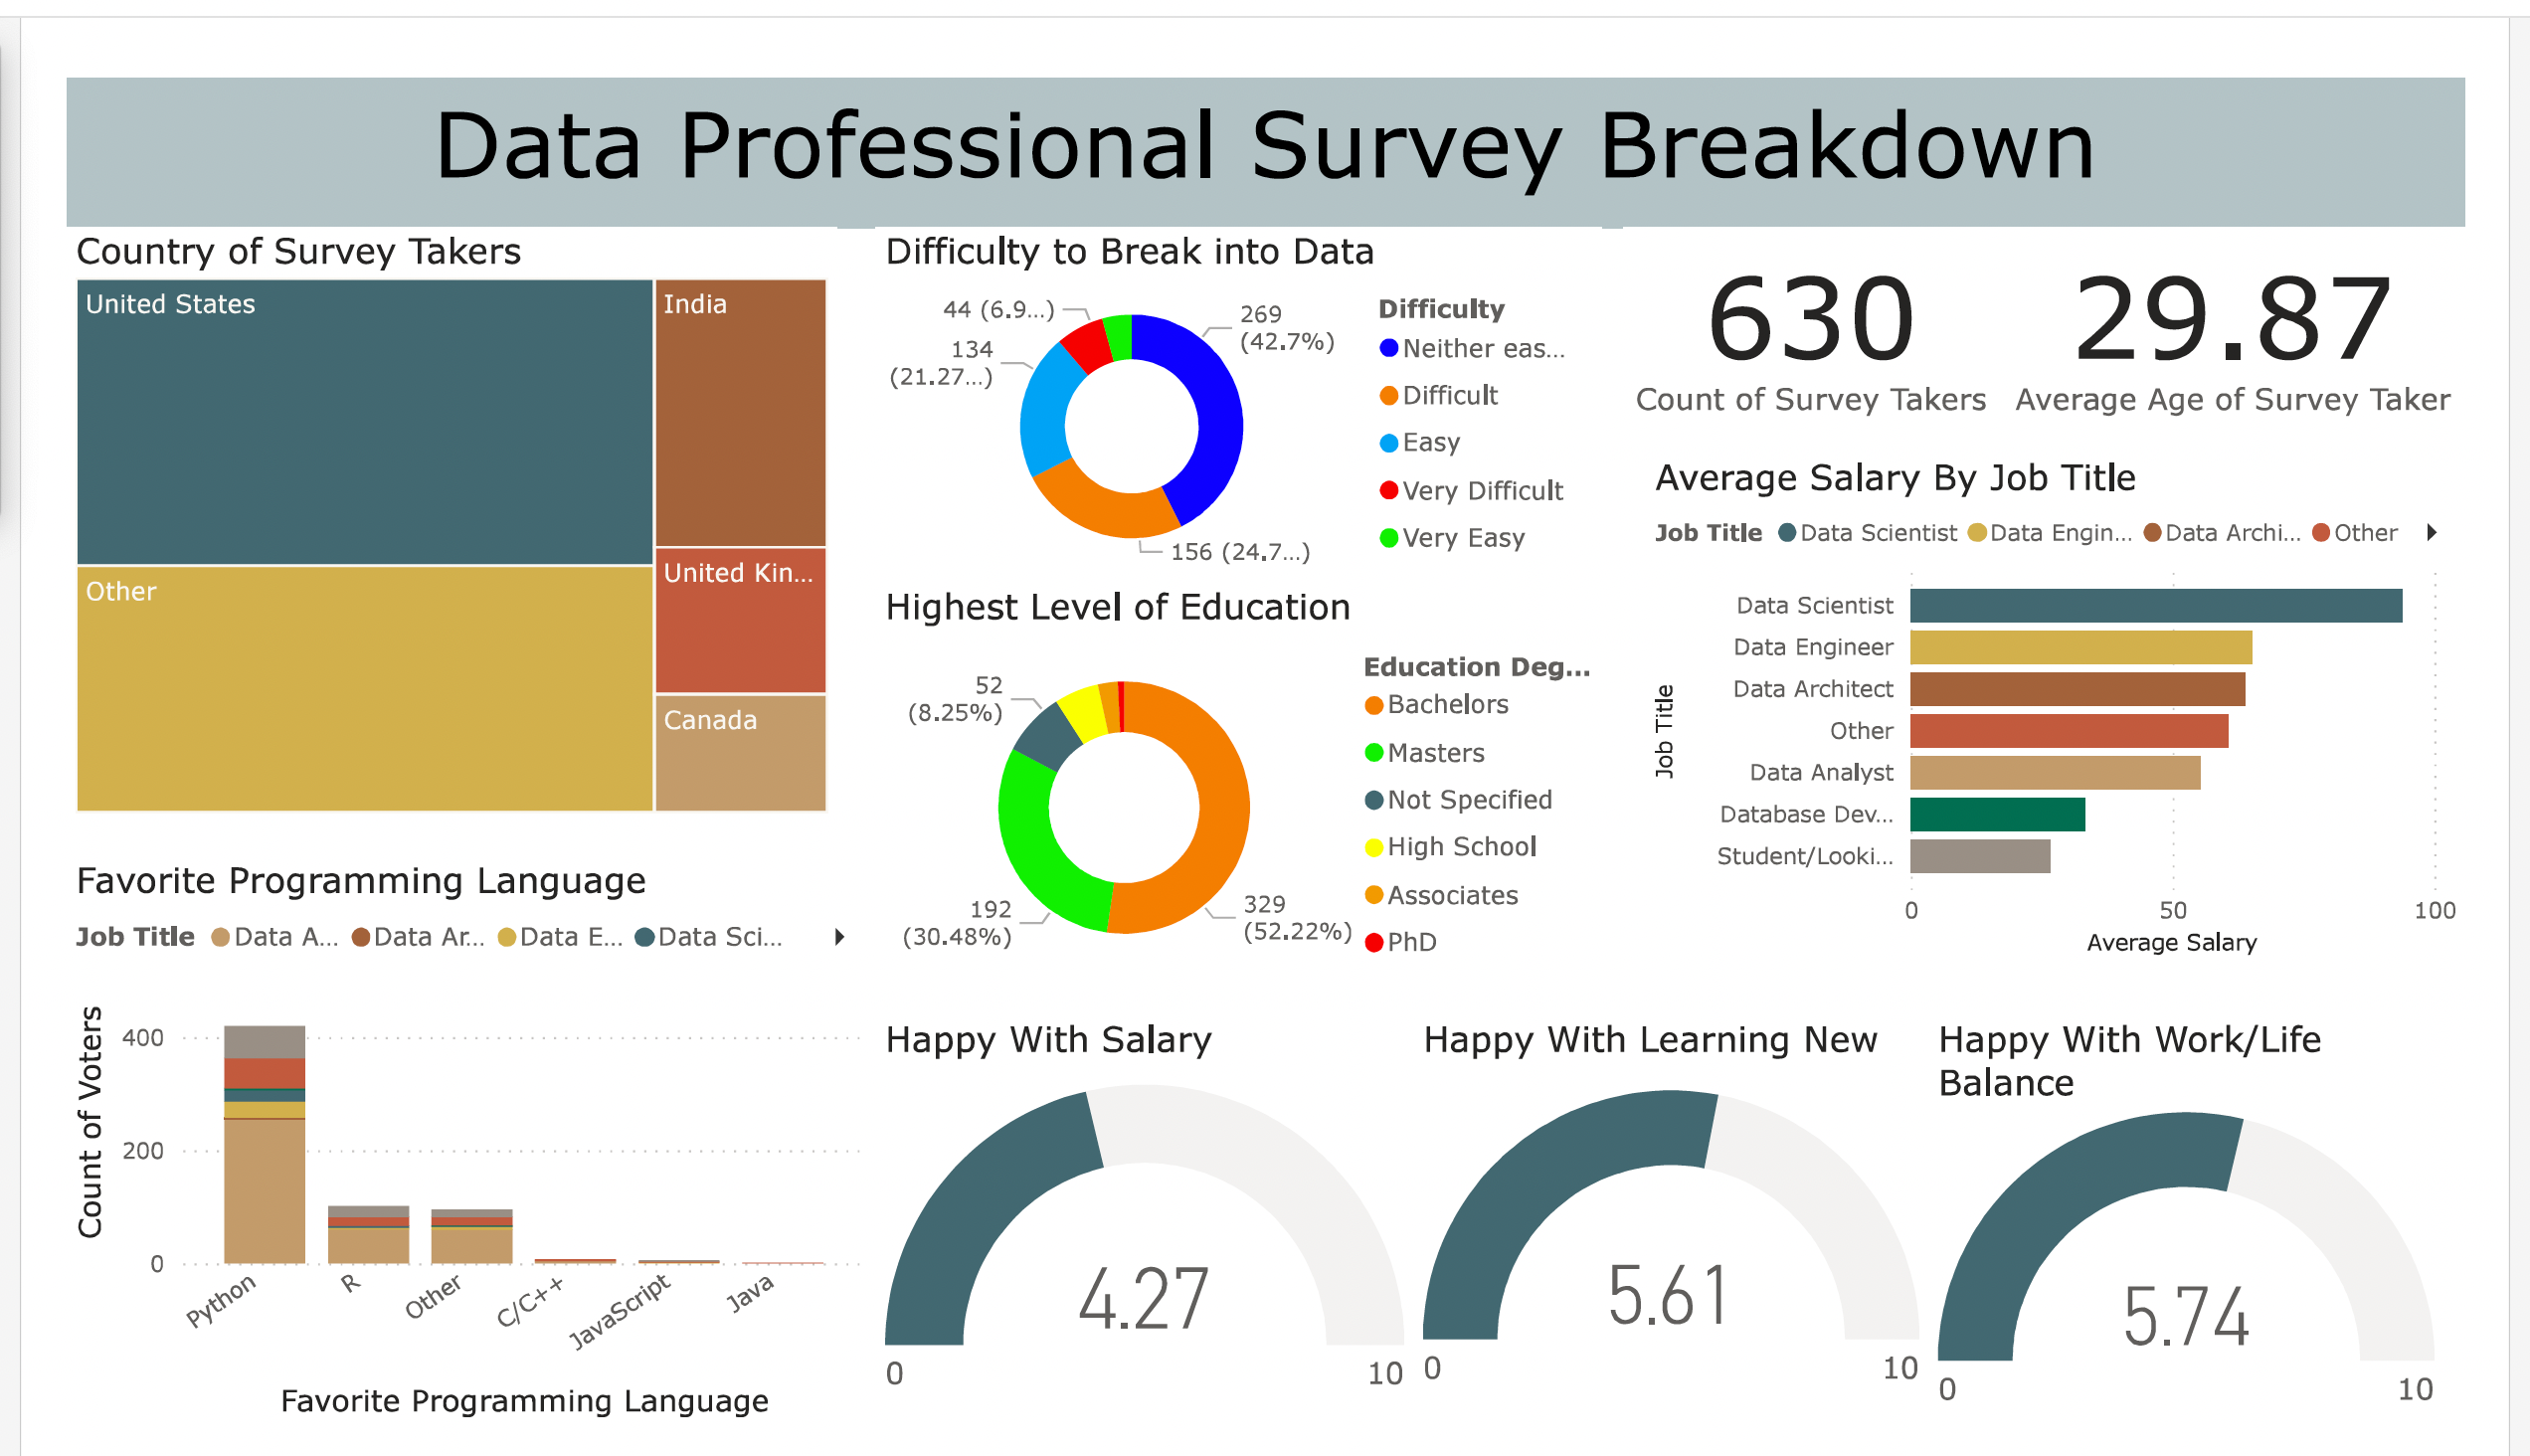 Data Professional Survey Breakdown
Country of Survey Takers
United States
India
Other
United Kin...
Canada
Difficulty to Break into Data
44 (6.9...)
269
(42.7%)
134
(21.27...)
156 (24.7...)
Difficulty
Neither eas...
Difficult
Easy
Very Difficult
Very Easy
630
Count of Survey Takers
29.87
Average Age of Survey Taker
Highest Level of Education
52
(8.25%)
192
(30.48%)
329
(52.22%)
Education Deg...
Bachelors
Masters
Not Specified
High School
Associates
PhD
Average Salary By Job Title
Job Title Data Scientist Data Engin... Data Archi... Other
Job Title
Data Scientist
Data Engineer
Data Architect
Other
Data Analyst
Database Dev...
Student/Looki...
0 50 100
Average Salary
Favorite Programming Language
Job Title Data A... Data Ar... Data E... Data Sci...
Count of Voters
400
200
0
Python R Other C/C++ JavaScript Java
Favorite Programming Language
Happy With Salary
4.27
0 10
Happy With Learning New
5.61
0 10
Happy With Work/Life
Balance
5.74
0 10